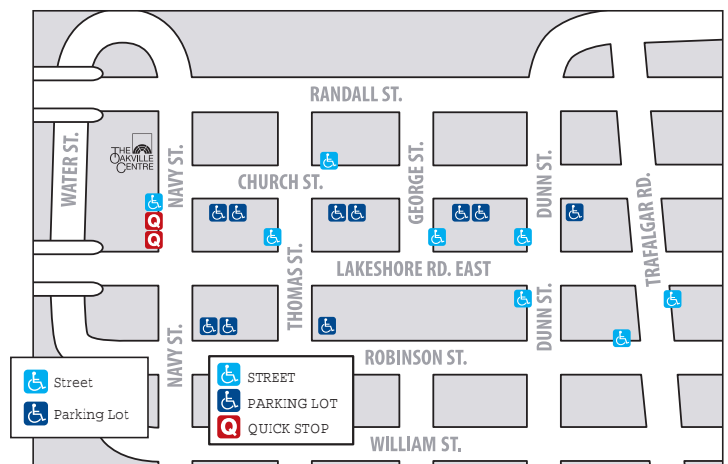 RANDALL ST.
THE
OAKVILLE
CENTRE
WATER ST.
NAVY ST.
CHURCH ST.
GEORGE ST.
DUNN ST.
TRAFALGAR RD.
Q
Q
THOMAS ST.
LAKESHORE RD. EAST
NAVY ST.
DUNN ST.
ROBINSON ST.
Street
Parking Lot
STREET
PARKING LOT
Q QUICK STOP
WILLIAM ST.